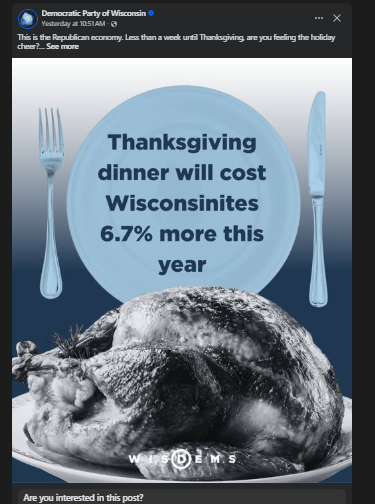 Democratic Party of Wisconsin
Yesterday at 10:51AM ·
This is the Republican economy. Less than a week until Thanksgiving, are you feeling the holiday
cheer?... See more
Thanksgiving
dinner will cost
Wisconsinites
6.7% more this
year
WISDEMS
Are you interested in this post?